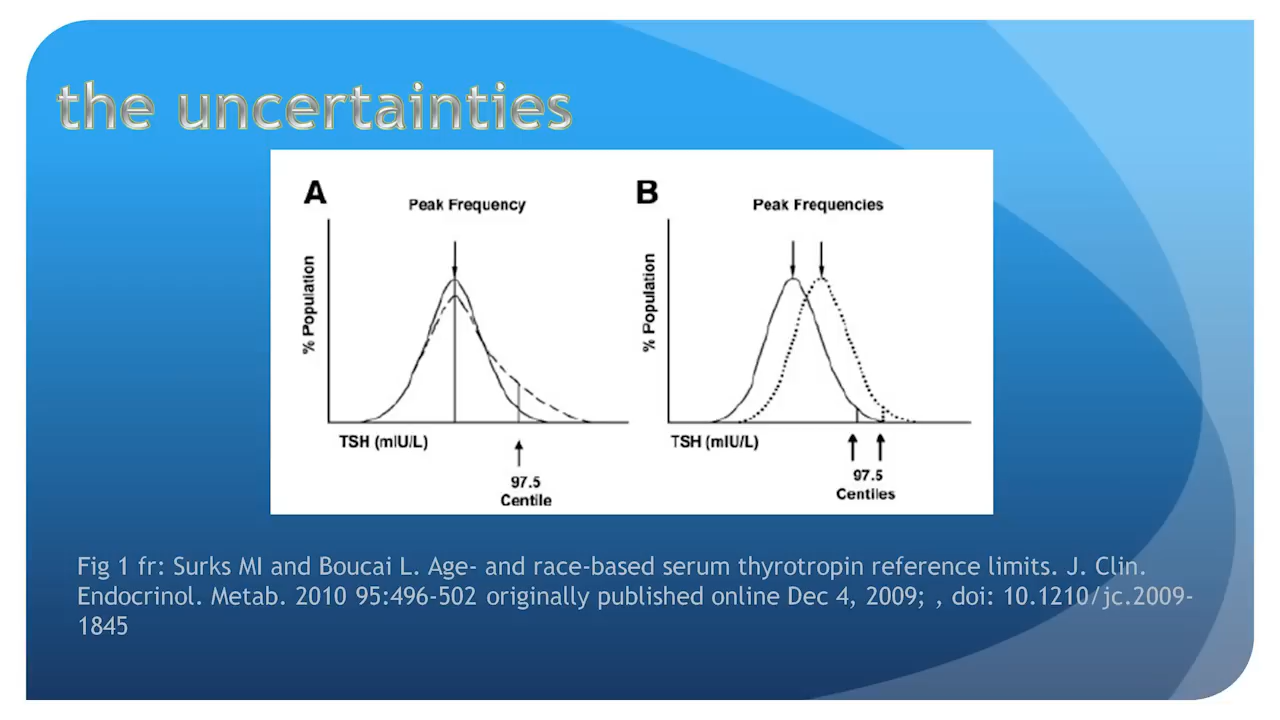 the uncertainties
A
Peak Frequency
% Population
TSH (mIU/L)
97.5
Centile
B
Peak Frequencies
% Population
TSH (mIU/L)
97.5
Centiles
Fig 1 fr: Surks MI and Boucai L. Age- and race-based serum thyrotropin reference limits. J. Clin.
Endocrinol. Metab. 2010 95:496-502 originally published online Dec 4, 2009; , doi: 10.1210/jc.2009-
1845